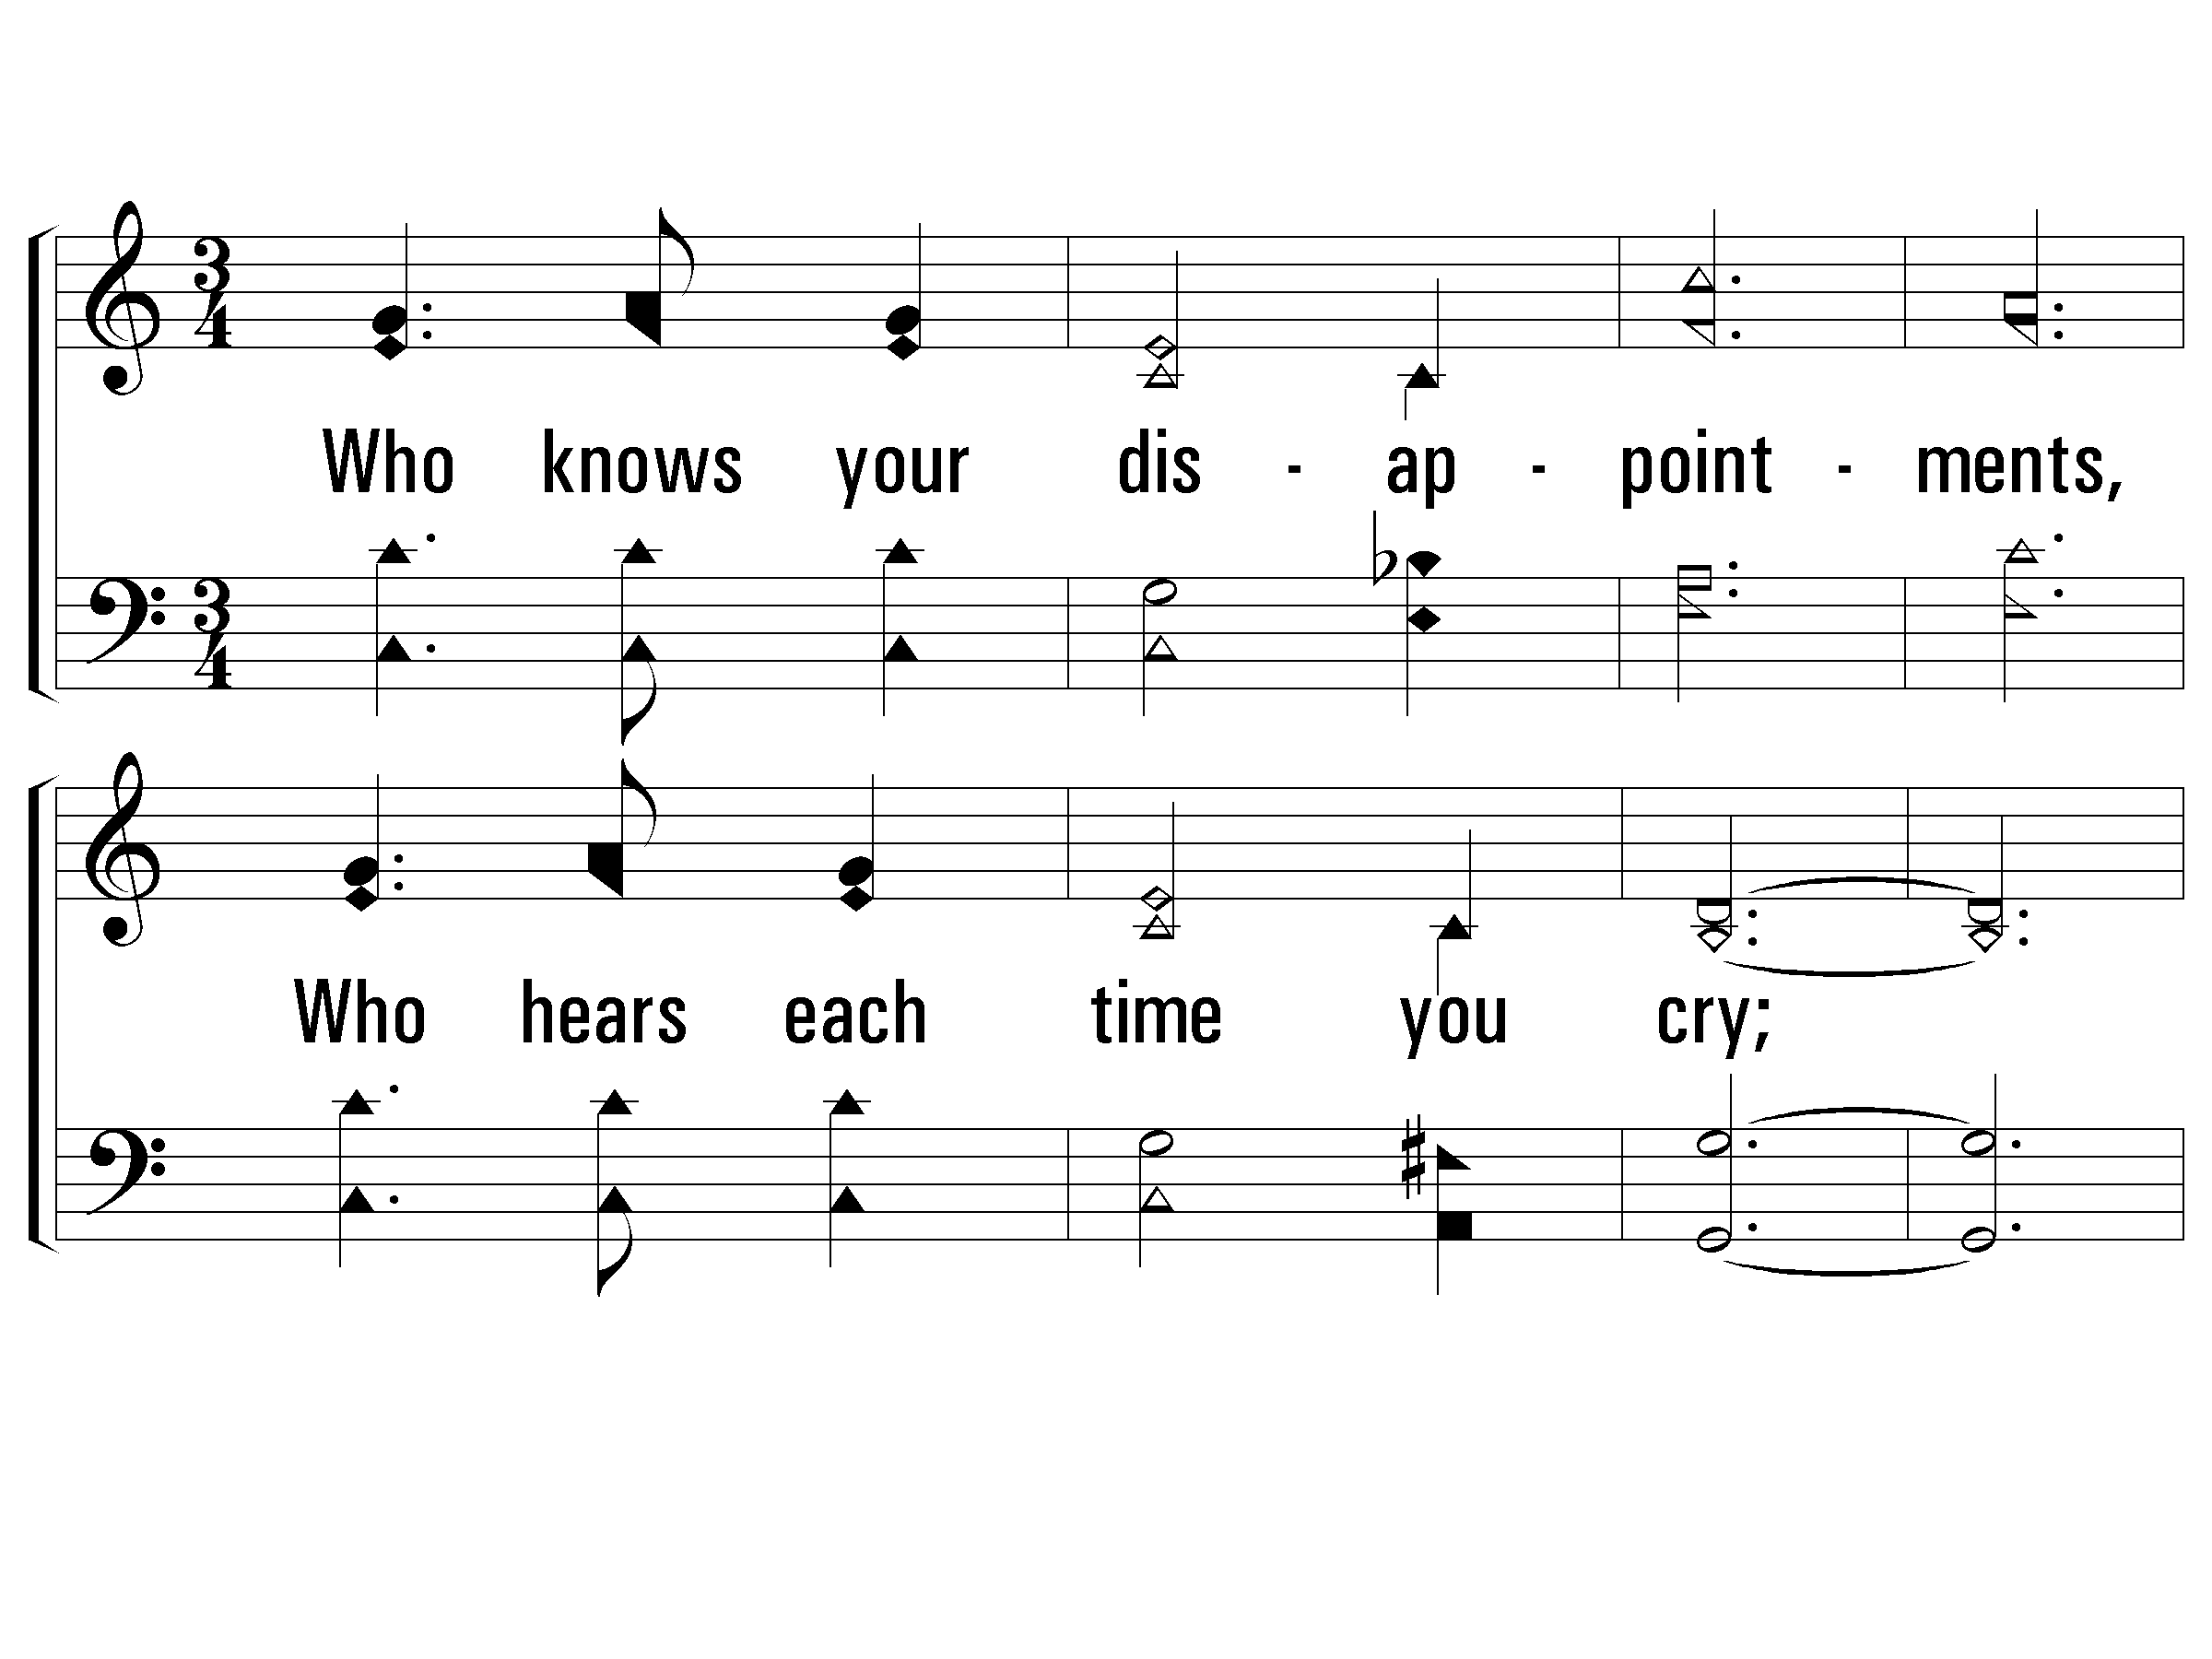 Who knows your dis - ap - point - ments,
Who hears each time you cry;